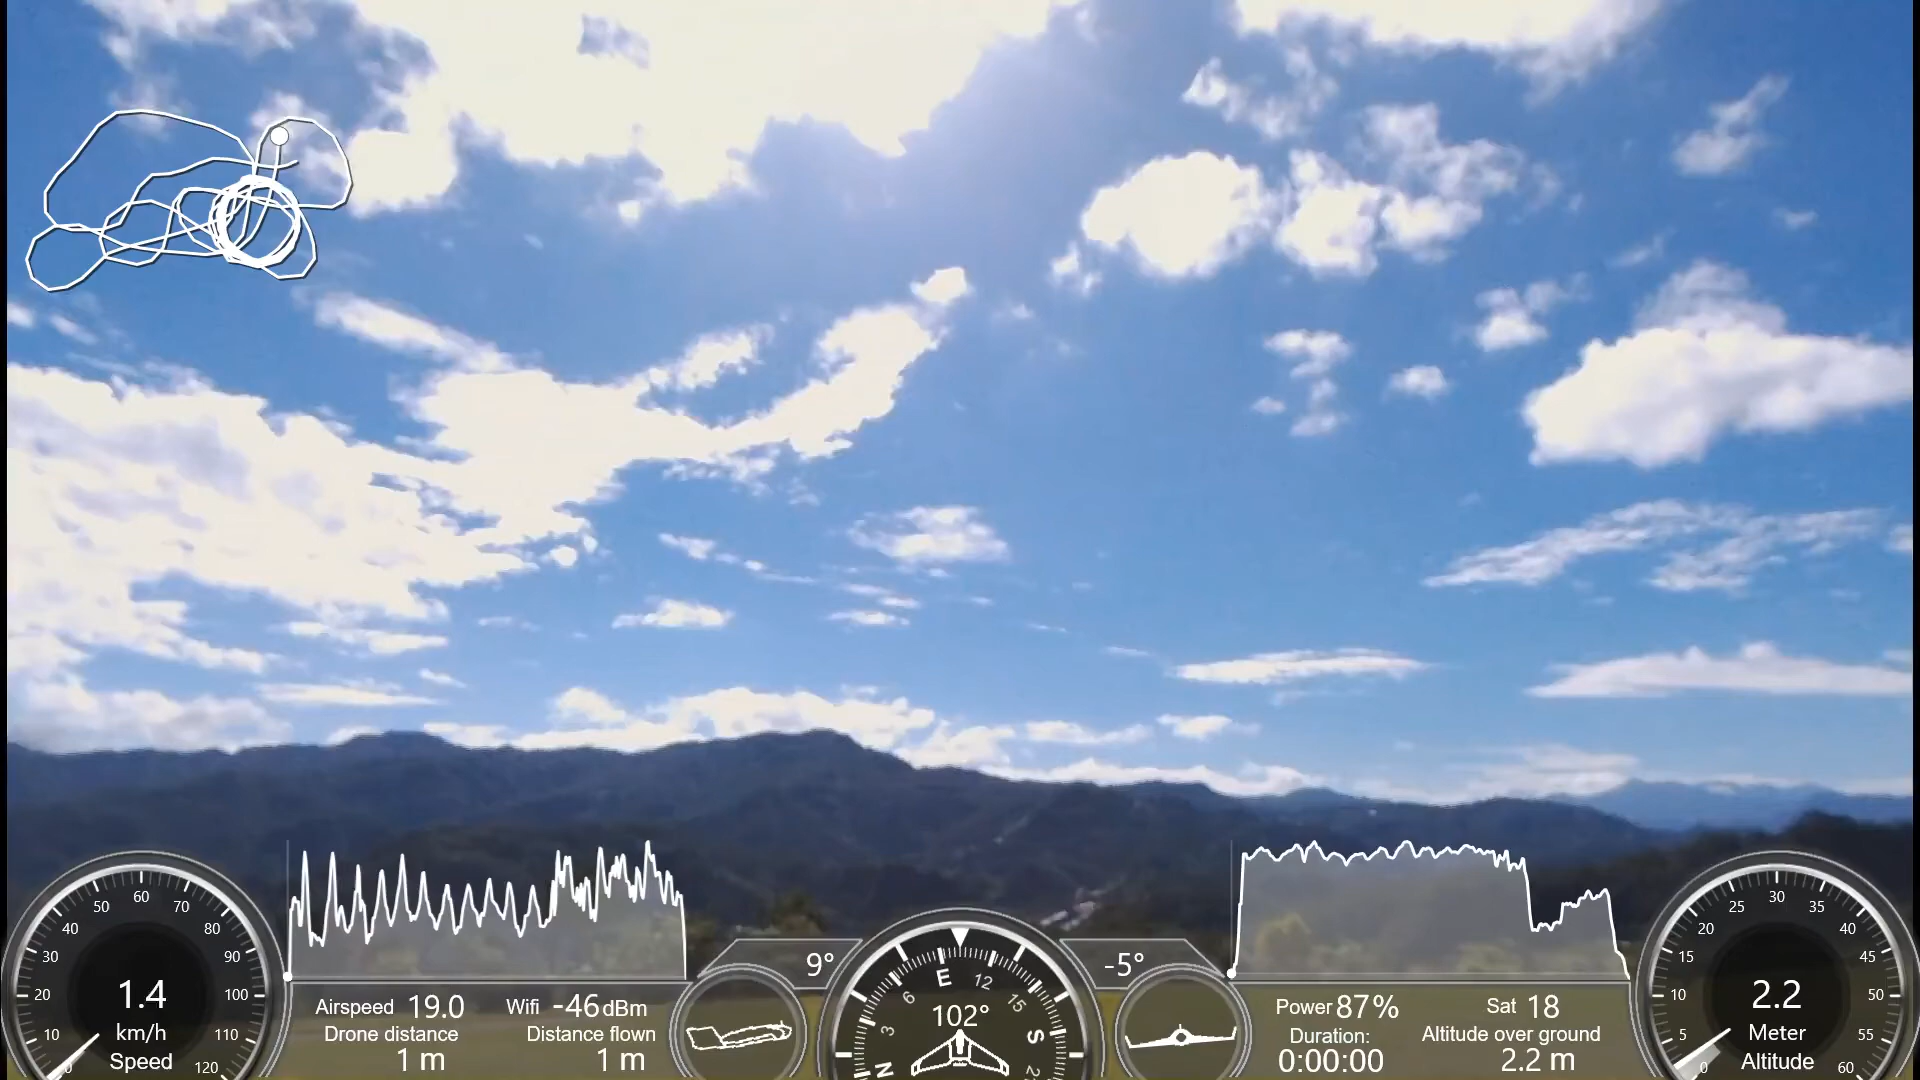 60
50 70
40 80
30 90
20 100
10 110
0 120
1.4
km/h
Speed
Airspeed 19.0 Wifi -46dBm
Drone distance Distance flown
1 m 1 m
9° -5°
N 3 6 E 12 15 S
102°
Power 87% Sat 18
Duration: Altitude over ground
0:00:00 2.2 m
30
25 35
20 40
15 45
10 50
5 55
0 60
2.2
Meter
Altitude